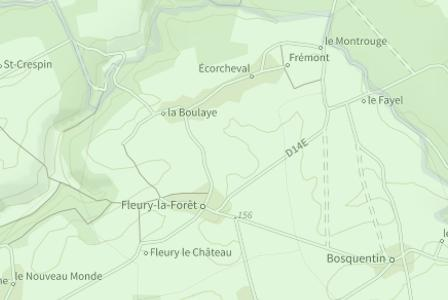 le Montrouge
Frémont
St-Crespin
Écorcheval
le Fayel
la Boulaye
D14E
Fleury-la-Forêt
156
Fleury le Château
Bosquentin
le Nouveau Monde